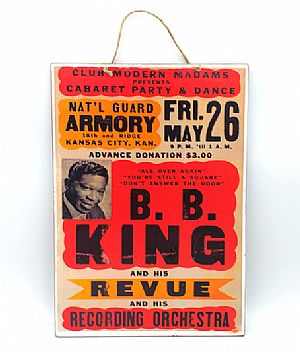 CLUB MODERN MADAMS
PRESENTS
CABARET PARTY & DANCE
NAT'L GUARD
ARMORY
18th and RIDGE
KANSAS CITY, KAN.
FRI.
MAY 26
9 P.M. 'til 1 A.M.
ADVANCE DONATION $3.00
"ALL OVER AGAIN"
"YOU'RE STILL A SQUARE"
"DON'T ANSWER THE DOOR"
B. B.
KING
AND HIS
REVUE
AND HIS
RECORDING ORCHESTRA